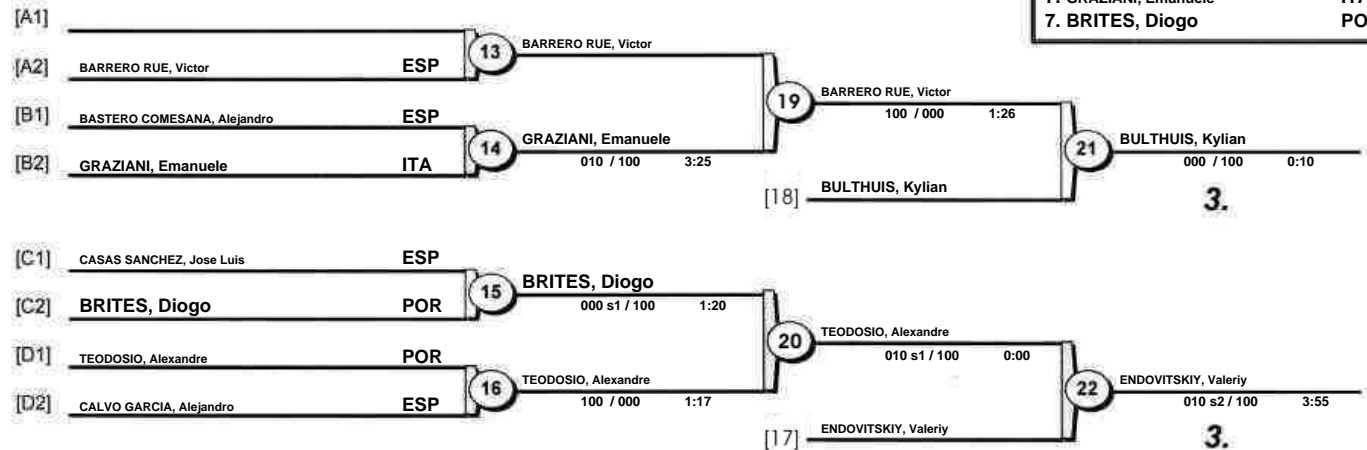 7. GRAZIANI, Emanuele
7. BRITES, Diogo PO
[A1]
[A2] BARRERO RUE, Victor ESP
13 BARRERO RUE, Victor
[B1] BASTERO COMESANA, Alejandro ESP
[B2] GRAZIANI, Emanuele ITA
14 GRAZIANI, Emanuele
010 / 100 3:25
19 BARRERO RUE, Victor
100 / 000 1:26
[18] BULTHUIS, Kylian
21 BULTHUIS, Kylian
000 / 100 0:10
3.
[C1] CASAS SANCHEZ, Jose Luis ESP
[C2] BRITES, Diogo POR
15 BRITES, Diogo
000 s1 / 100 1:20
[D1] TEODOSIO, Alexandre POR
[D2] CALVO GARCIA, Alejandro ESP
16 TEODOSIO, Alexandre
100 / 000 1:17
20 TEODOSIO, Alexandre
010 s1 / 100 0:00
[17] ENDOVITSKIY, Valeriy
22 ENDOVITSKIY, Valeriy
010 s2 / 100 3:55
3.